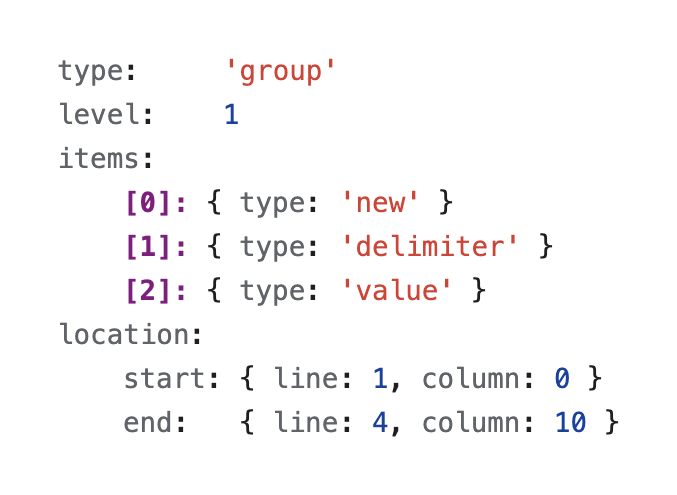 type:     'group'
level:    1
items:
    [0]: { type: 'new' }
    [1]: { type: 'delimiter' }
    [2]: { type: 'value' }
location:
    start: { line: 1, column: 0 }
    end:   { line: 4, column: 10 }